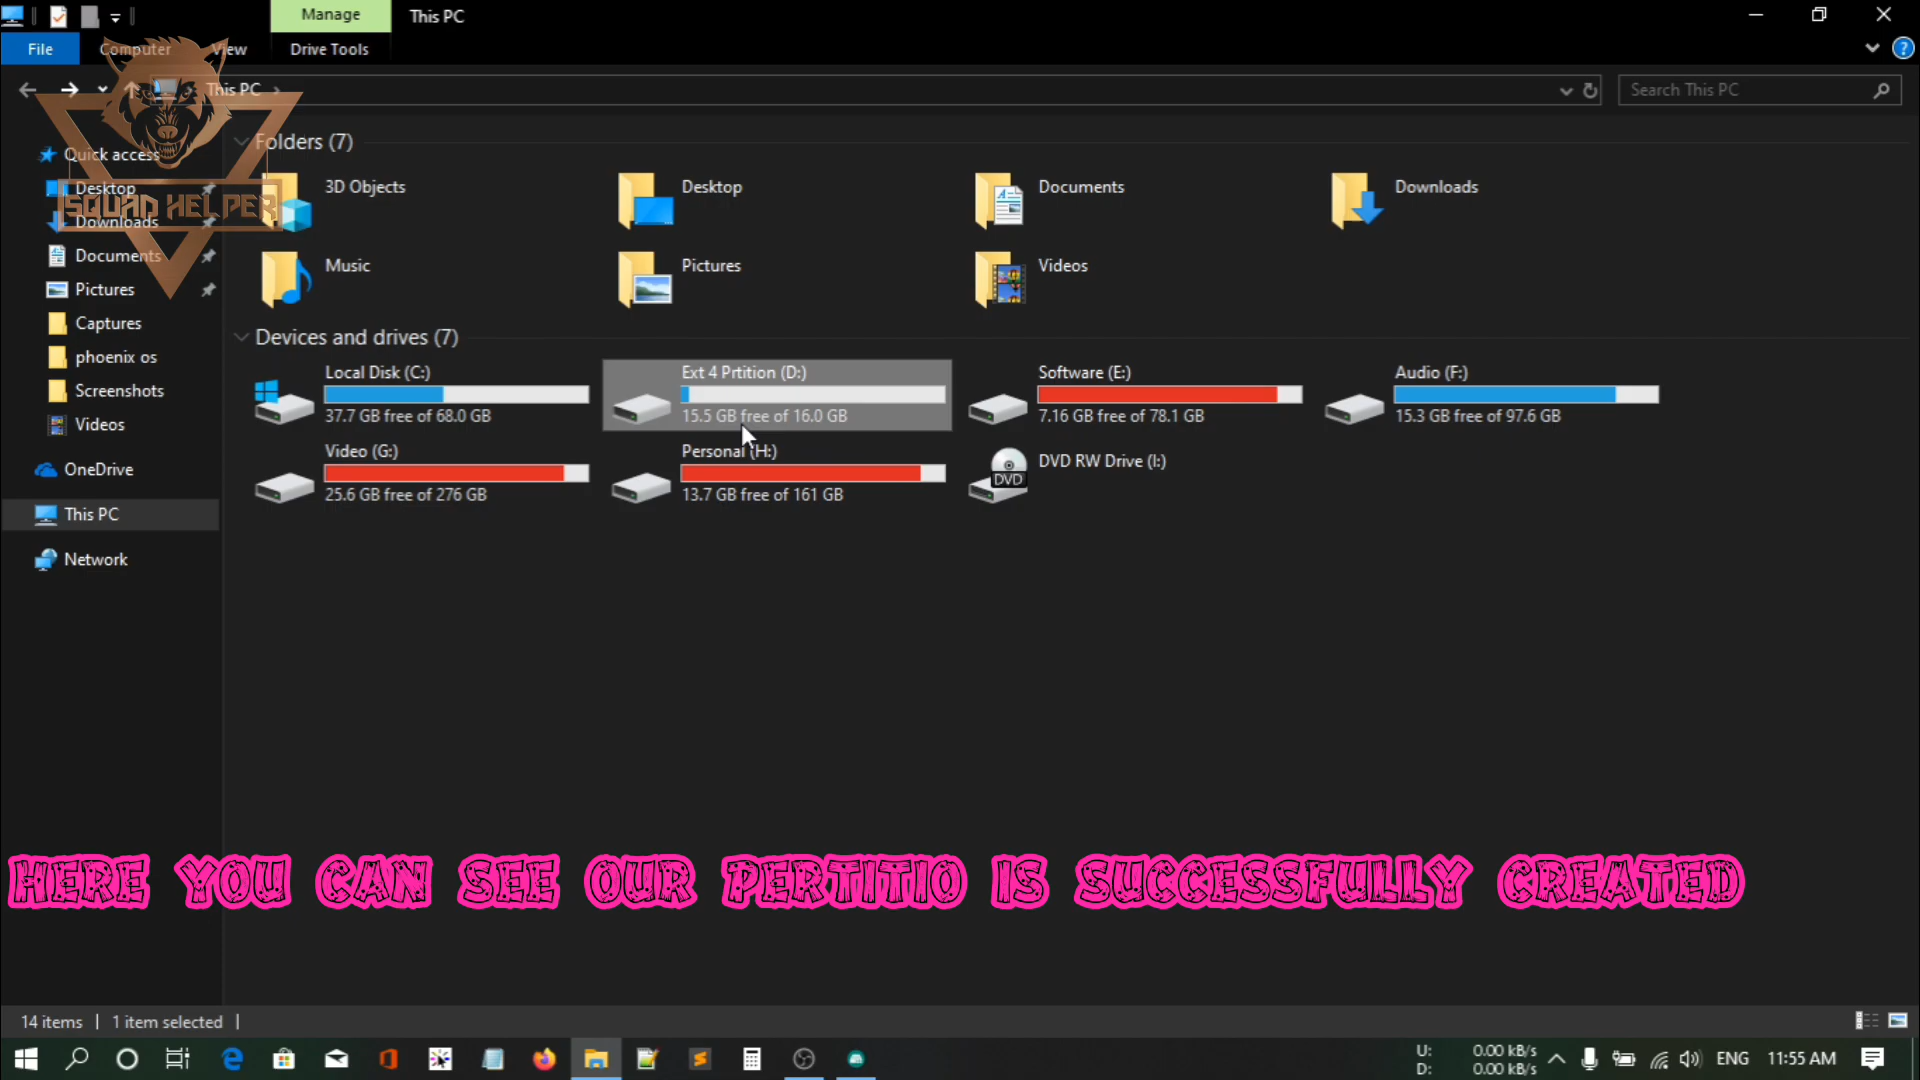 Manage
This PC
File
Computer
View
Drive Tools
This PC
Search This PC
SQUAD HELPER
Quick access
Desktop
Downloads
Documents
Pictures
Captures
phoenix os
Screenshots
Videos
OneDrive
This PC
Network
Folders (7)
3D Objects
Desktop
Documents
Downloads
Music
Pictures
Videos
Devices and drives (7)
Local Disk (C:)
37.7 GB free of 68.0 GB
Ext 4 Prtition (D:)
15.5 GB free of 16.0 GB
Software (E:)
7.16 GB free of 78.1 GB
Audio (F:)
15.3 GB free of 97.6 GB
Video (G:)
25.6 GB free of 276 GB
Personal (H:)
13.7 GB free of 161 GB
DVD RW Drive (I:)
DVD
HERE YOU CAN SEE OUR PERTITIO IS SUCCESSFULLY CREATED
14 items
1 item selected
U: 0.00 kB/s
D: 0.00 kB/s
ENG
11:55 AM